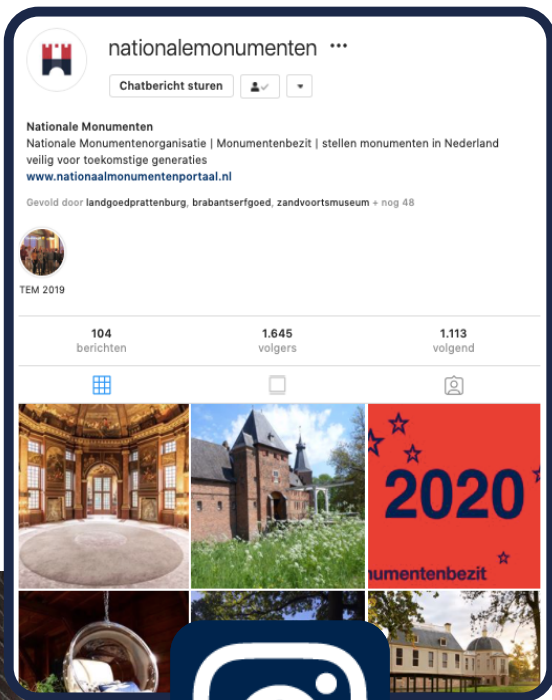 nationalemonumenten •••
Chatbericht sturen
Nationale Monumenten
Nationale Monumentenorganisatie | Monumentenbezit | stellen monumenten in Nederland
veilig voor toekomstige generaties
www.nationaalmonumentenportaal.nl
Gevold door landgoedprattenburg, brabantserfgoed, zandvoortsmuseum + nog 48
TEM 2019
104 1.645 1.113
berichten volgers volgend
2020
numentenbezit